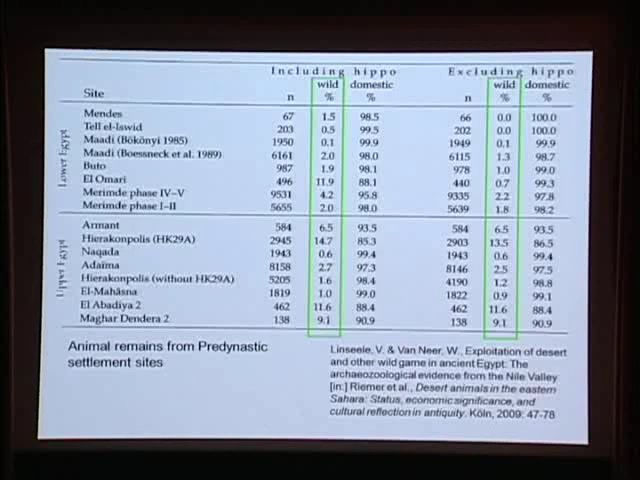 Including hippo Excluding hippo
wild domestic wild domestic
Site n % % n % %
Lower Egypt
Mendes 67 1.5 98.5 66 0.0 100.0
Tell el-Iswid 203 0.5 99.5 202 0.0 100.0
Maadi (Bökönyi 1985) 1950 0.1 99.9 1949 0.1 99.9
Maadi (Boessneck et al. 1989) 6161 2.0 98.0 6115 1.3 98.7
Buto 987 1.9 98.1 978 1.0 99.0
El Omari 496 11.9 88.1 440 0.7 99.3
Merimde phase IV–V 9531 4.2 95.8 9335 2.2 97.8
Merimde phase I–II 5655 2.0 98.0 5639 1.8 98.2
Upper Egypt
Armant 584 6.5 93.5 584 6.5 93.5
Hierakonpolis (HK29A) 2945 14.7 85.3 2903 13.5 86.5
Naqada 1943 0.6 99.4 1943 0.6 99.4
Adaïma 8158 2.7 97.3 8146 2.5 97.5
Hierakonpolis (without HK29A) 5205 1.6 98.4 4190 1.2 98.8
El-Mahâsna 1819 1.0 99.0 1822 0.9 99.1
El Abadiya 2 462 11.6 88.4 462 11.6 88.4
Maghar Dendera 2 138 9.1 90.9 138 9.1 90.9
Animal remains from Predynastic
settlement sites
Linseele, V. & Van Neer, W., Exploitation of desert
and other wild game in ancient Egypt: The
archaeozoological evidence from the Nile Valley
[in:] Riemer et al., Desert animals in the eastern
Sahara: Status, economic significance, and
cultural reflection in antiquity. Köln, 2009: 47-78